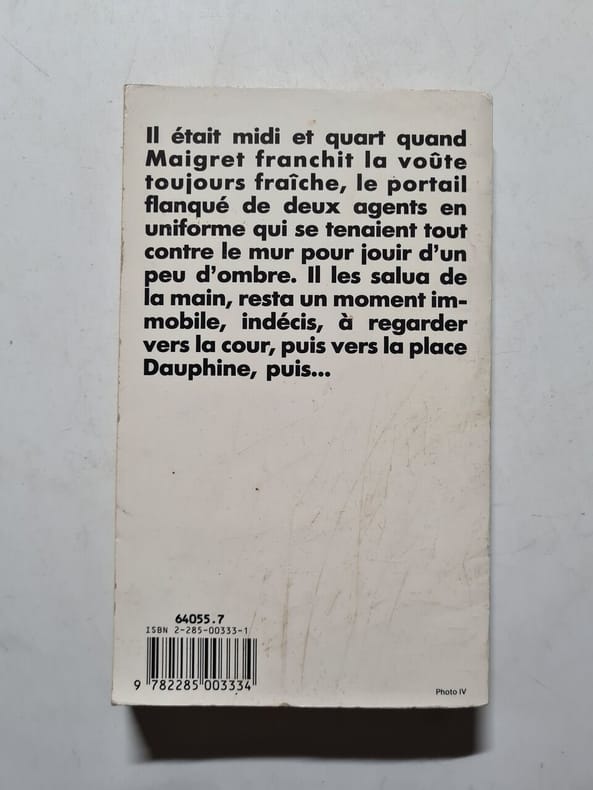 Il était midi et quart quand
Maigret franchit la voûte
toujours fraîche, le portail
flanqué de deux agents en
uniforme qui se tenaient tout
contre le mur pour jouir d'un
peu d'ombre. Il les salua de
la main, resta un moment im-
mobile, indécis, à regarder
vers la cour, puis vers la place
Dauphine, puis...
64055.7
ISBN 2-285-00333-1
9 782285 003334
Photo IV